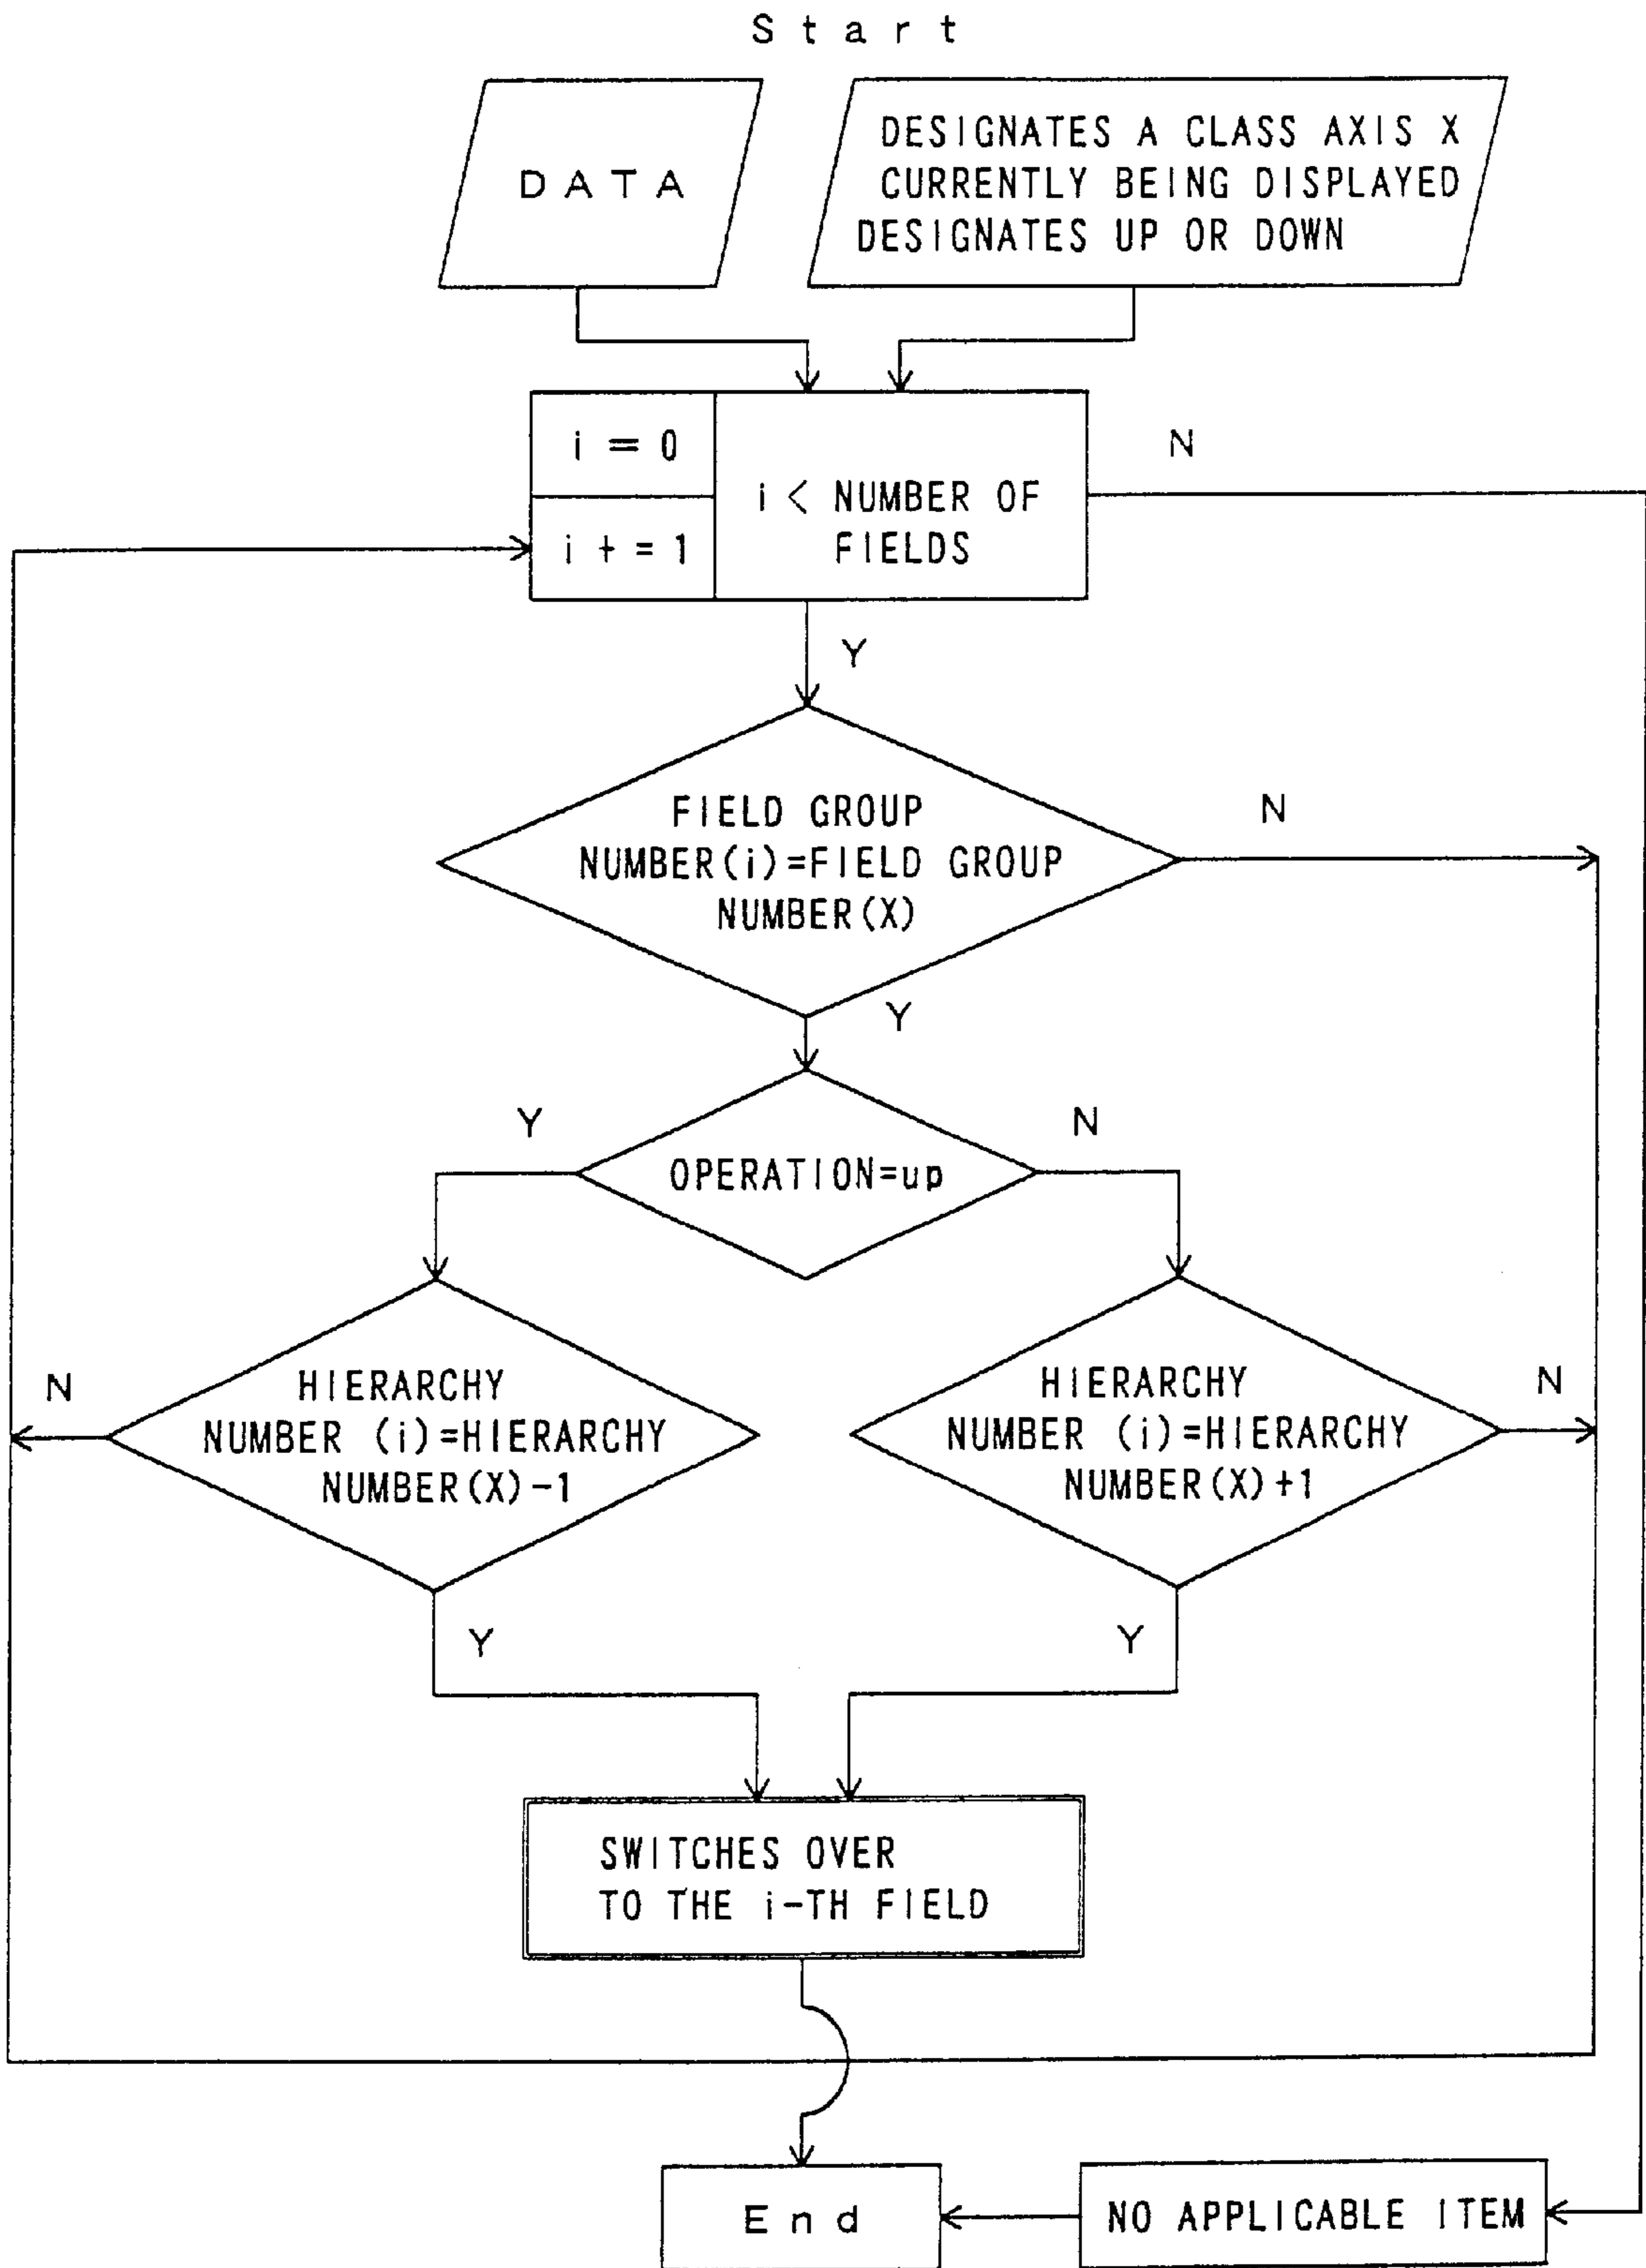 Start
DATA
DESIGNATES A CLASS AXIS X
CURRENTLY BEING DISPLAYED
DESIGNATES UP OR DOWN
i = 0
i += 1
i < NUMBER OF
FIELDS
N
Y
FIELD GROUP
NUMBER(i)=FIELD GROUP
NUMBER(X)
N
Y
Y
OPERATION=up
N
N
HIERARCHY
NUMBER (i)=HIERARCHY
NUMBER(X)-1
HIERARCHY
NUMBER (i)=HIERARCHY
NUMBER(X)+1
N
Y
Y
SWITCHES OVER
TO THE i-TH FIELD
End
NO APPLICABLE ITEM